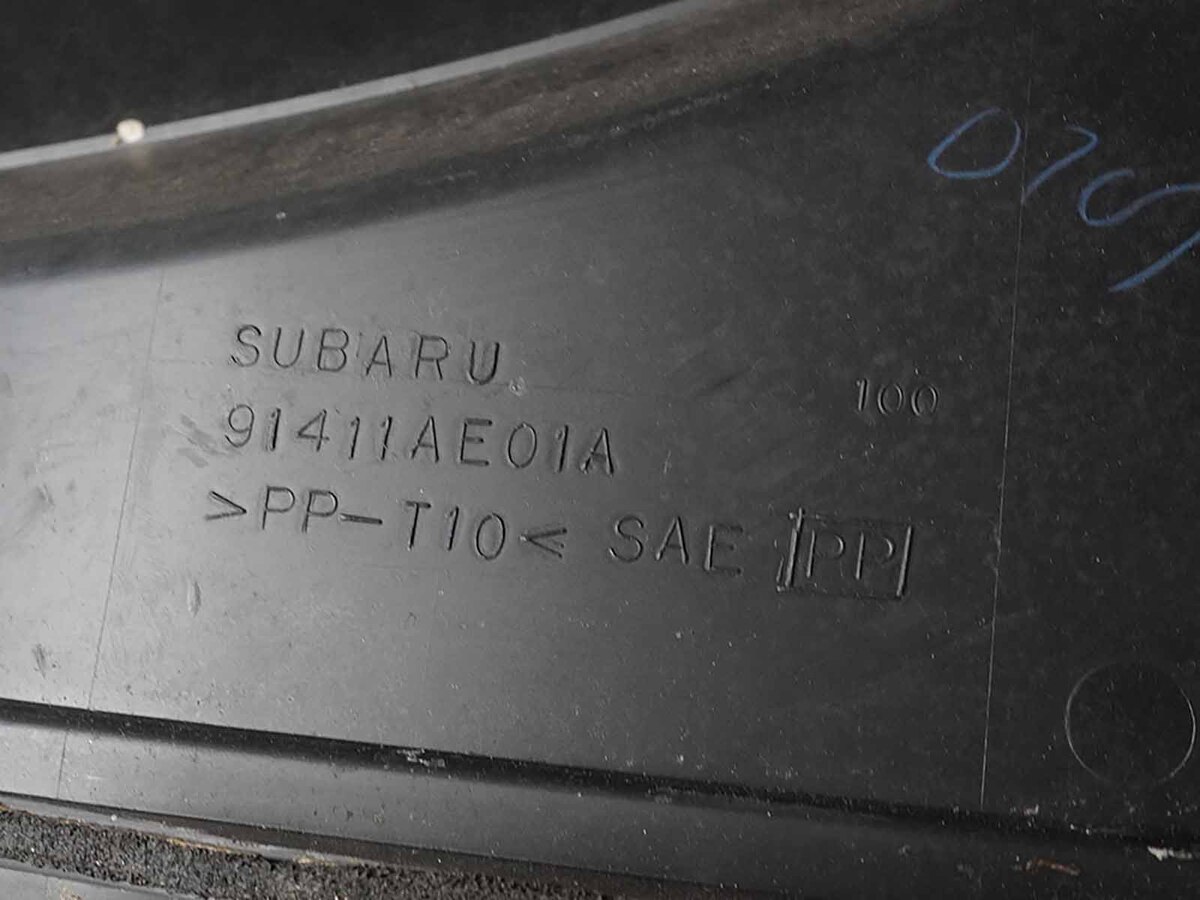 SUBARU
91411AE01A
100
>PP-T10< SAE PP